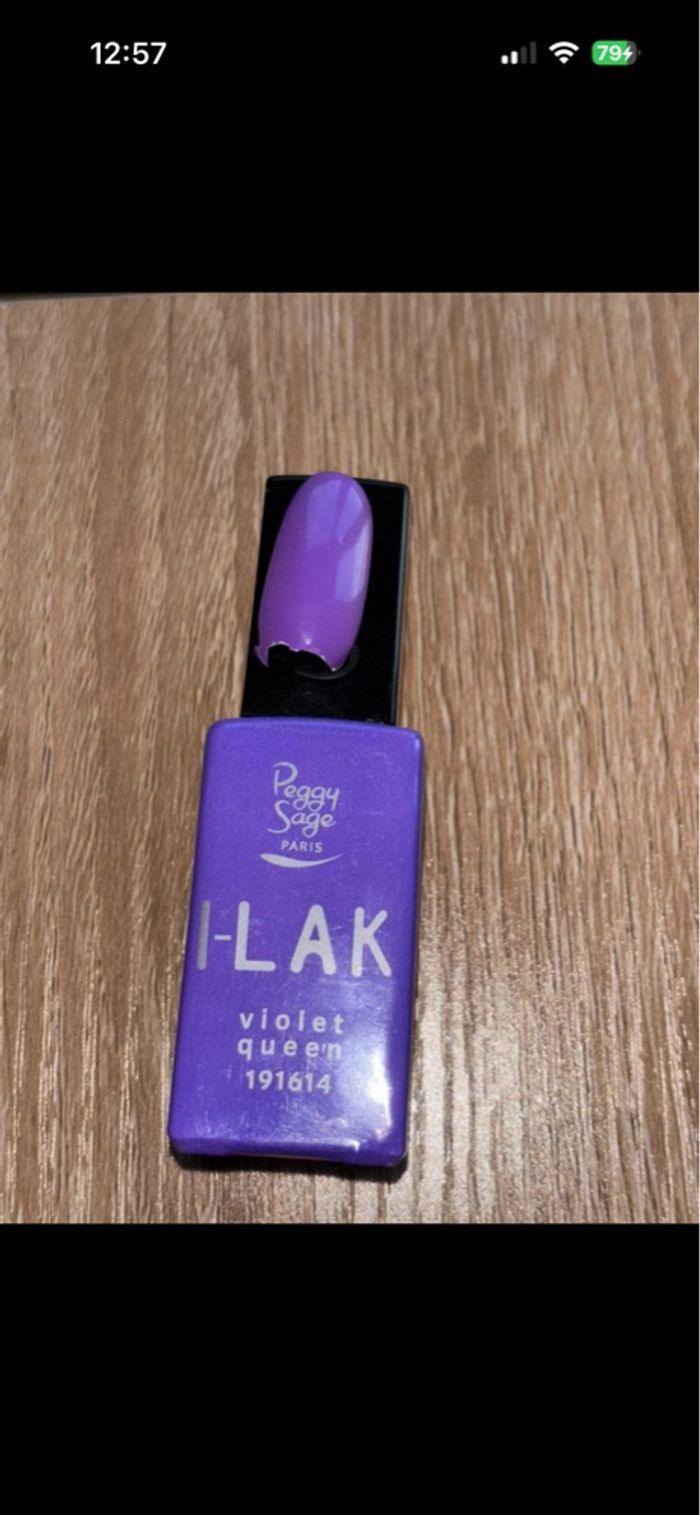 12:57
79
Peggy
Sage
PARIS
I-LAK
violet
queen
191614